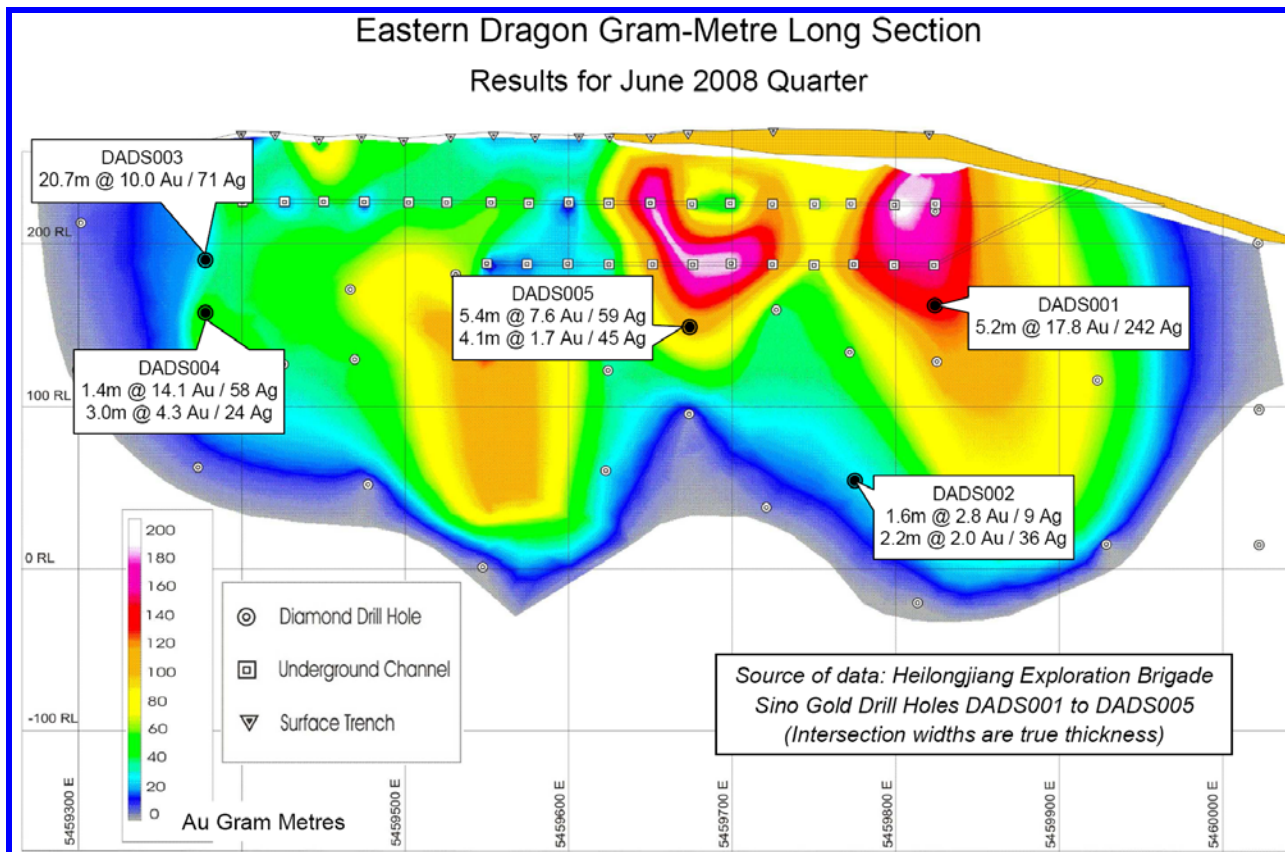 Eastern Dragon Gram-Metre Long Section
Results for June 2008 Quarter
DADS003
20.7m @ 10.0 Au / 71 Ag
200 RL
DADS005
5.4m @ 7.6 Au / 59 Ag
4.1m @ 1.7 Au / 45 Ag
DADS001
5.2m @ 17.8 Au / 242 Ag
DADS004
1.4m @ 14.1 Au / 58 Ag
3.0m @ 4.3 Au / 24 Ag
100 RL
DADS002
1.6m @ 2.8 Au / 9 Ag
2.2m @ 2.0 Au / 36 Ag
0 RL
-100 RL
200
180
160
140
120
100
80
60
40
20
0
Au Gram Metres
Diamond Drill Hole
Underground Channel
Surface Trench
Source of data: Heilongjiang Exploration Brigade
Sino Gold Drill Holes DADS001 to DADS005
(Intersection widths are true thickness)
5459300 E
5459500 E
5459600 E
5459700 E
5459800 E
5459900 E
5460000 E